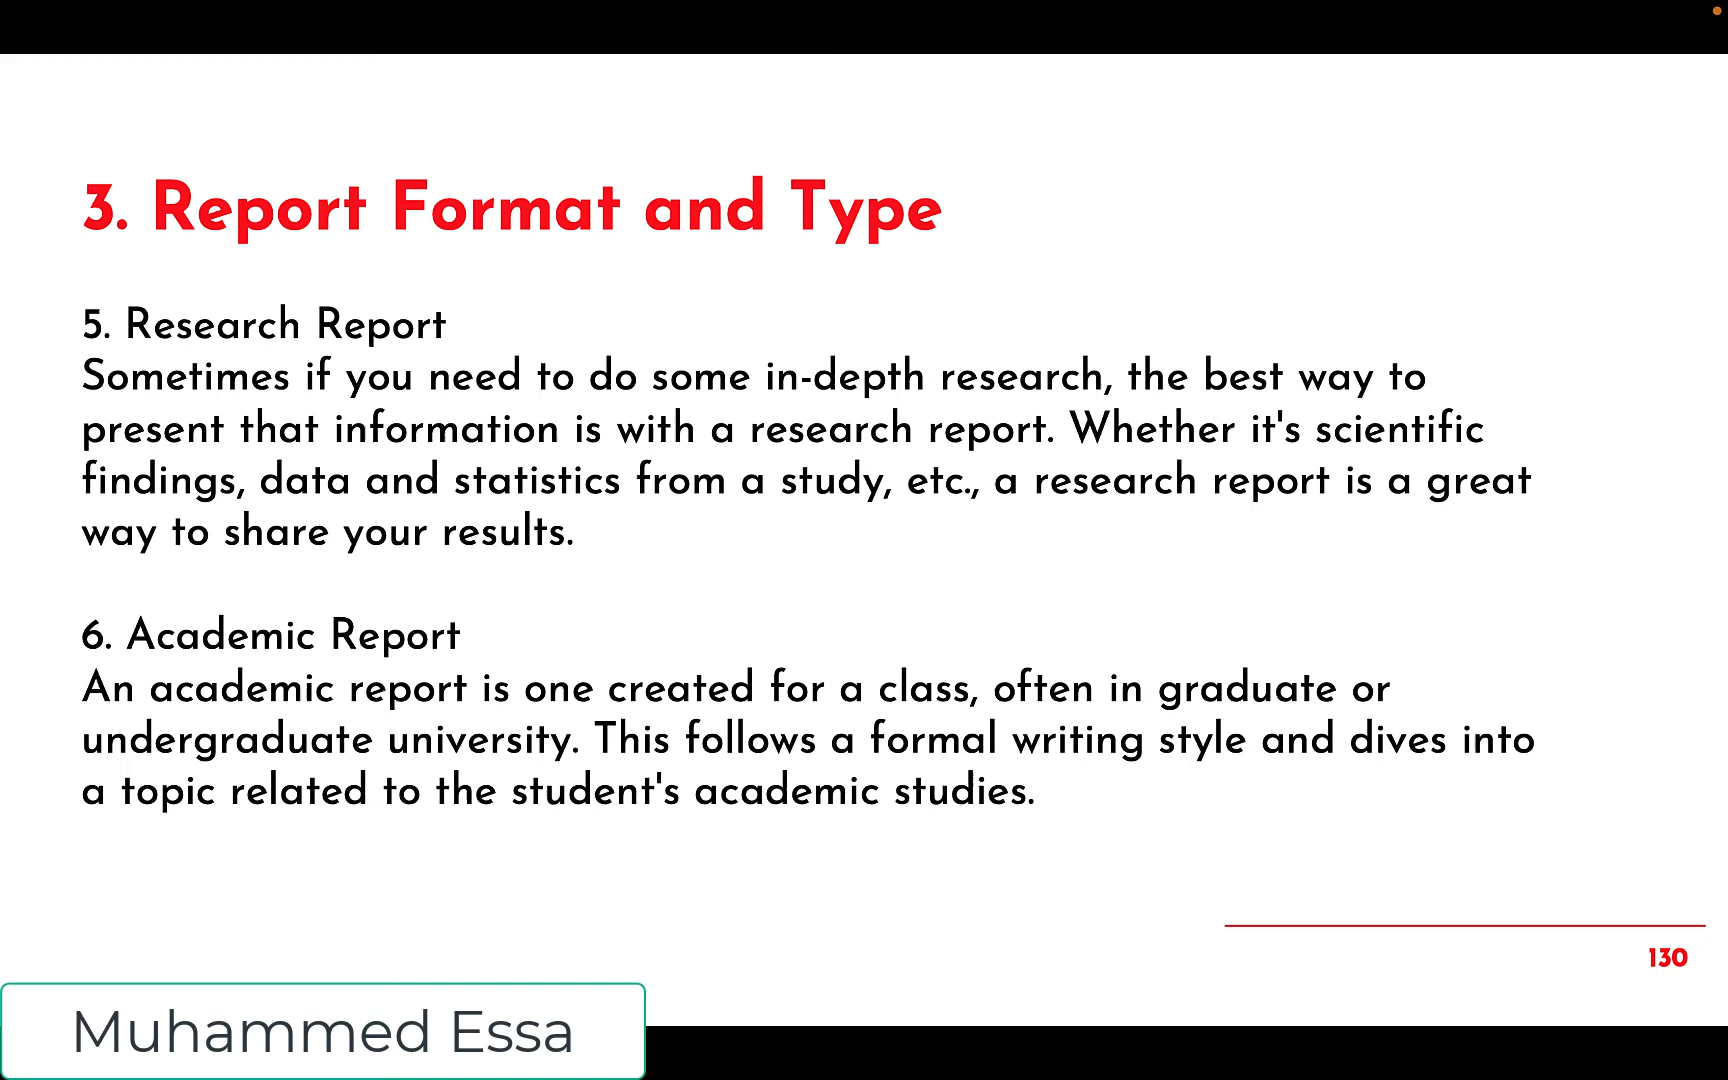 3. Report Format and Type
5. Research Report
Sometimes if you need to do some in-depth research, the best way to
present that information is with a research report. Whether it's scientific
findings, data and statistics from a study, etc., a research report is a great
way to share your results.
6. Academic Report
An academic report is one created for a class, often in graduate or
undergraduate university. This follows a formal writing style and dives into
a topic related to the student's academic studies.
130
Muhammed Essa